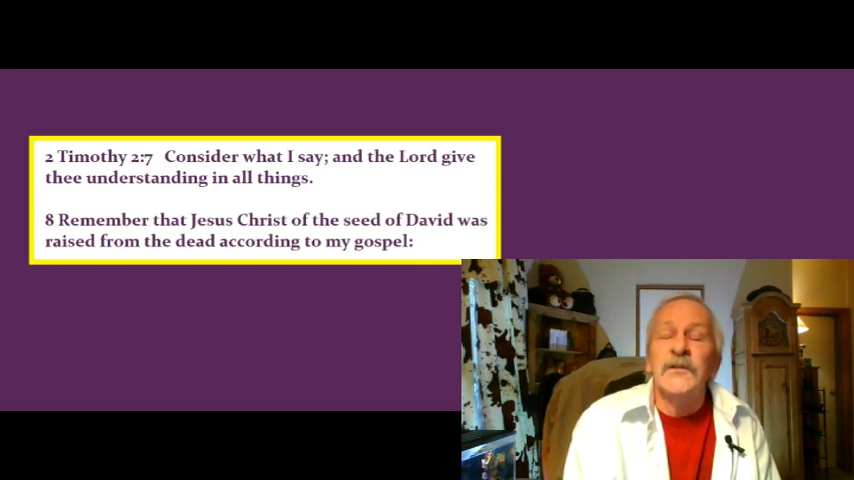 2 Timothy 2:7 Consider what I say; and the Lord give
thee understanding in all things.
8 Remember that Jesus Christ of the seed of David was
raised from the dead according to my gospel: